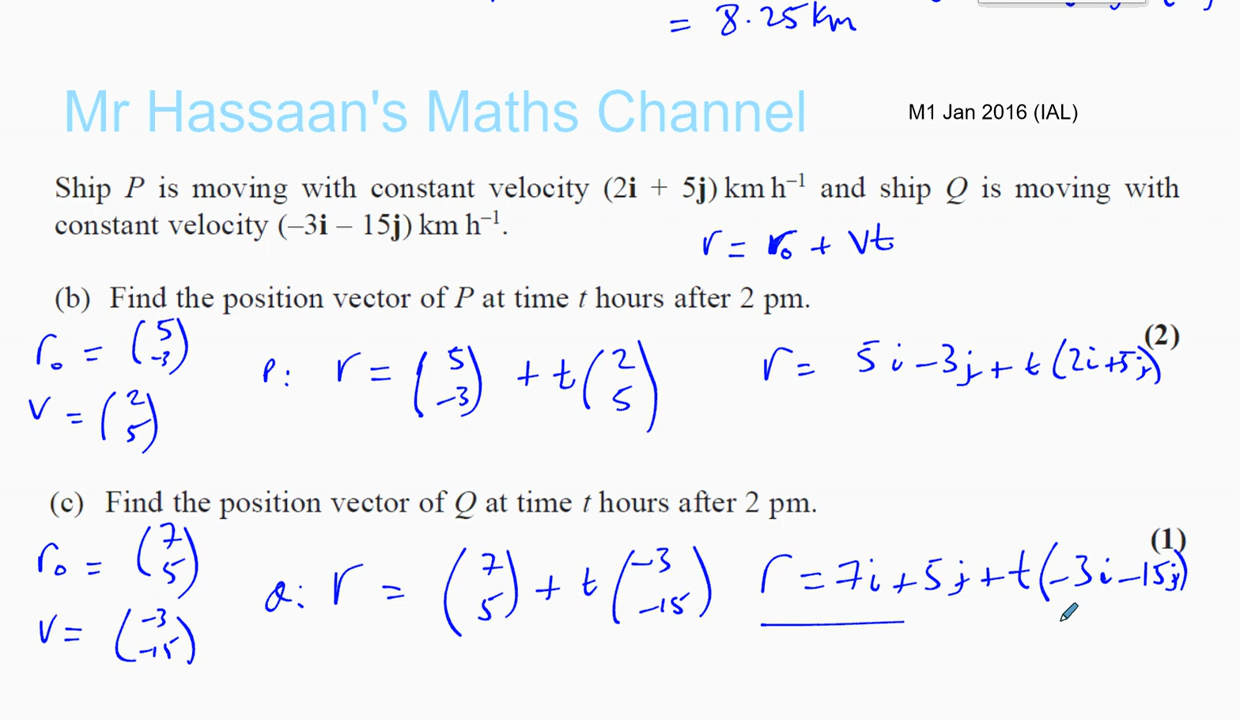 = 8.25km
Mr Hassaan's Maths Channel
M1 Jan 2016 (IAL)
Ship P is moving with constant velocity (2i + 5j) km h⁻¹ and ship Q is moving with
constant velocity (−3i − 15j) km h⁻¹.
r = r₀ + vt
(b) Find the position vector of P at time t hours after 2 pm.
(2)
r₀ = (5 -3)
P: r = (5 -3) + t(2 5)
r = 5i - 3j + t(2i+5j)
v = (2 5)
(c) Find the position vector of Q at time t hours after 2 pm.
(1)
r₀ = (7 5)
Q: r = (7 5) + t(-3 -15)
r = 7i + 5j + t(-3i - 15j)
v = (-3 -15)